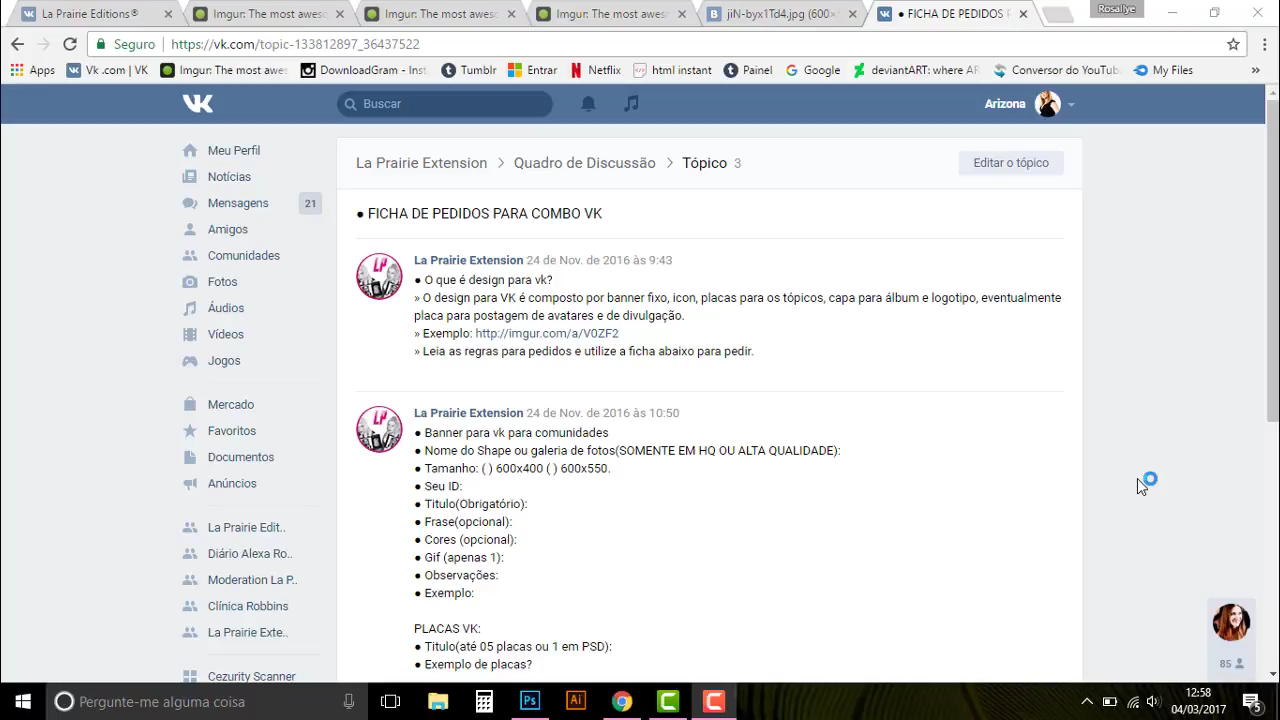 La Prairie Editions®
Imgur: The most awes
Imgur: The most awes
Imgur: The most awes
jiN-byx1Td4.jpg (600×
● FICHA DE PEDIDOS P
Rosallye
Seguro
https://vk.com/topic-133812897_36437522
Apps
Vk .com | VK
Imgur: The most awe
DownloadGram - Inst
Tumblr
Entrar
Netflix
html instant
Painel
Google
deviantART: where AR
Conversor do YouTub
My Files
»
Buscar
Arizona
Meu Perfil
Notícias
Mensagens 21
Amigos
Comunidades
Fotos
Áudios
Vídeos
Jogos
Mercado
Favoritos
Documentos
Anúncios
La Prairie Edit..
Diário Alexa Ro..
Moderation La P..
Clínica Robbins
La Prairie Exte..
Cezurity Scanner
La Prairie Extension > Quadro de Discussão > Tópico 3
Editar o tópico
● FICHA DE PEDIDOS PARA COMBO VK
LP
La Prairie Extension 24 de Nov. de 2016 às 9:43
● O que é design para vk?
» O design para VK é composto por banner fixo, icon, placas para os tópicos, capa para álbum e logotipo, eventualmente
placa para postagem de avatares e de divulgação.
» Exemplo: http://imgur.com/a/V0ZF2
» Leia as regras para pedidos e utilize a ficha abaixo para pedir.
LP
La Prairie Extension 24 de Nov. de 2016 às 10:50
● Banner para vk para comunidades
● Nome do Shape ou galeria de fotos(SOMENTE EM HQ OU ALTA QUALIDADE):
● Tamanho: ( ) 600x400 ( ) 600x550.
● Seu ID:
● Titulo(Obrigatório):
● Frase(opcional):
● Cores (opcional):
● Gif (apenas 1):
● Observações:
● Exemplo:
PLACAS VK:
● Titulo(até 05 placas ou 1 em PSD):
● Exemplo de placas?
85
Pergunte-me alguma coisa
Ps
Ai
12:58
04/03/2017
5